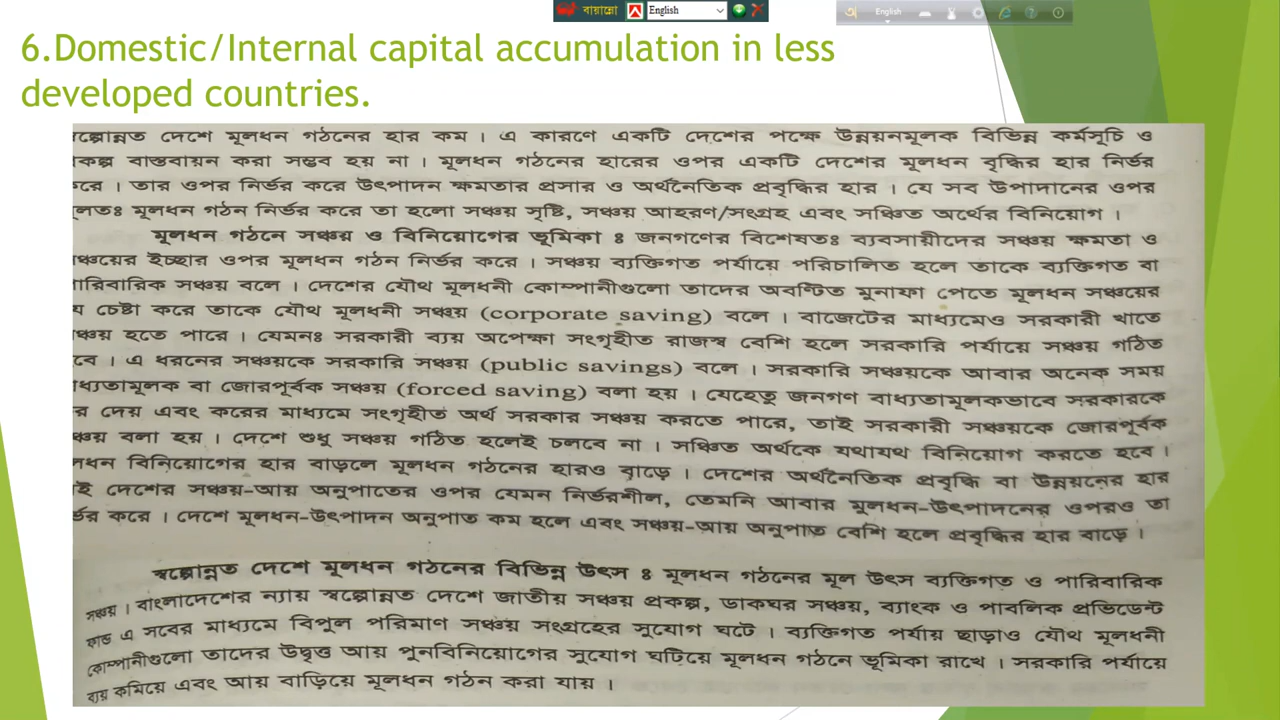 বায়ান্নো English
English
6.Domestic/Internal capital accumulation in less
developed countries.
দেশে মূলধন গঠনের হার কম । এ কারণে একটি দেশের পক্ষে উন্নয়নমূলক বিভিন্ন কর্মসূচি ও
বাস্তবায়ন করা সম্ভব হয় না । মূলধন গঠনের হারের ওপর একটি দেশের মূলধন বৃদ্ধির হার নির্ভর
। তার ওপর নির্ভর করে উৎপাদন ক্ষমতার প্রসার ও অর্থনৈতিক প্রবৃদ্ধির হার । যে সব উপাদানের ওপর
মূলধন গঠন নির্ভর করে তা হলো সঞ্চয় সৃষ্টি, সঞ্চয় আহরণ/সংগ্রহ এবং সঞ্চিত অর্থের বিনিয়োগ ।
মূলধন গঠনে সঞ্চয় ও বিনিয়োগের ভূমিকা ঃ জনগণের বিশেষতঃ ব্যবসায়ীদের সঞ্চয় ক্ষমতা ও
ইচ্ছার ওপর মূলধন গঠন নির্ভর করে । সঞ্চয় ব্যক্তিগত পর্যায়ে পরিচালিত হলে তাকে ব্যক্তিগত বা
সঞ্চয় বলে । দেশের যৌথ মূলধনী কোম্পানীগুলো তাদের অবণ্টিত মুনাফা পেতে মূলধন সঞ্চয়ের
চেষ্টা করে তাকে যৌথ মূলধনী সঞ্চয় (corporate saving) বলে । বাজেটের মাধ্যমেও সরকারী খাতে
হতে পারে । যেমনঃ সরকারী ব্যয় অপেক্ষা সংগৃহীত রাজস্ব বেশি হলে সরকারি পর্যায়ে সঞ্চয় গঠিত
। এ ধরনের সঞ্চয়কে সরকারি সঞ্চয় (public savings) বলে । সরকারি সঞ্চয়কে আবার অনেক সময়
বা জোরপূর্বক সঞ্চয় (forced saving) বলা হয় । যেহেতু জনগণ বাধ্যতামূলকভাবে সরকারকে
দেয় এবং করের মাধ্যমে সংগৃহীত অর্থ সরকার সঞ্চয় করতে পারে, তাই সরকারী সঞ্চয়কে জোরপূর্বক
বলা হয় । দেশে শুধু সঞ্চয় গঠিত হলেই চলবে না । সঞ্চিত অর্থকে যথাযথ বিনিয়োগ করতে হবে ।
বিনিয়োগের হার বাড়লে মূলধন গঠনের হারও বাড়ে । দেশের অর্থনৈতিক প্রবৃদ্ধি বা উন্নয়নের হার
দেশের সঞ্চয়-আয় অনুপাতের ওপর যেমন নির্ভরশীল, তেমনি আবার মূলধন-উৎপাদনের ওপরও তা
করে । দেশে মূলধন-উৎপাদন অনুপাত কম হলে এবং সঞ্চয়-আয় অনুপাত বেশি হলে প্রবৃদ্ধির হার বাড়ে ।
স্বল্পোন্নত দেশে মূলধন গঠনের বিভিন্ন উৎস ঃ মূলধন গঠনের মূল উৎস ব্যক্তিগত ও পারিবারিক
সঞ্চয় । বাংলাদেশের ন্যায় স্বল্পোন্নত দেশে জাতীয় সঞ্চয় প্রকল্প, ডাকঘর সঞ্চয়, ব্যাংক ও পাবলিক প্রভিডেন্ট
ফান্ড এ সবের মাধ্যমে বিপুল পরিমাণ সঞ্চয় সংগ্রহের সুযোগ ঘটে । ব্যক্তিগত পর্যায় ছাড়াও যৌথ মূলধনী
কোম্পানীগুলো তাদের উদ্বৃত্ত আয় পুনবিনিয়োগের সুযোগ ঘটিয়ে মূলধন গঠনে ভূমিকা রাখে । সরকারি পর্যায়ে
ব্যয় কমিয়ে এবং আয় বাড়িয়ে মূলধন গঠন করা যায় ।